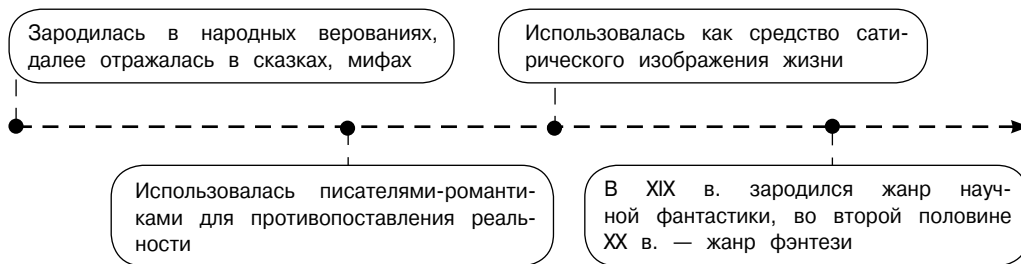 Зародилась в народных верованиях,
далее отражалась в сказках, мифах
Использовалась как средство сати-
рического изображения жизни
Использовалась писателями-романти-
ками для противопоставления реаль-
ности
В XIX в. зародился жанр науч-
ной фантастики, во второй половине
XX в. — жанр фэнтези